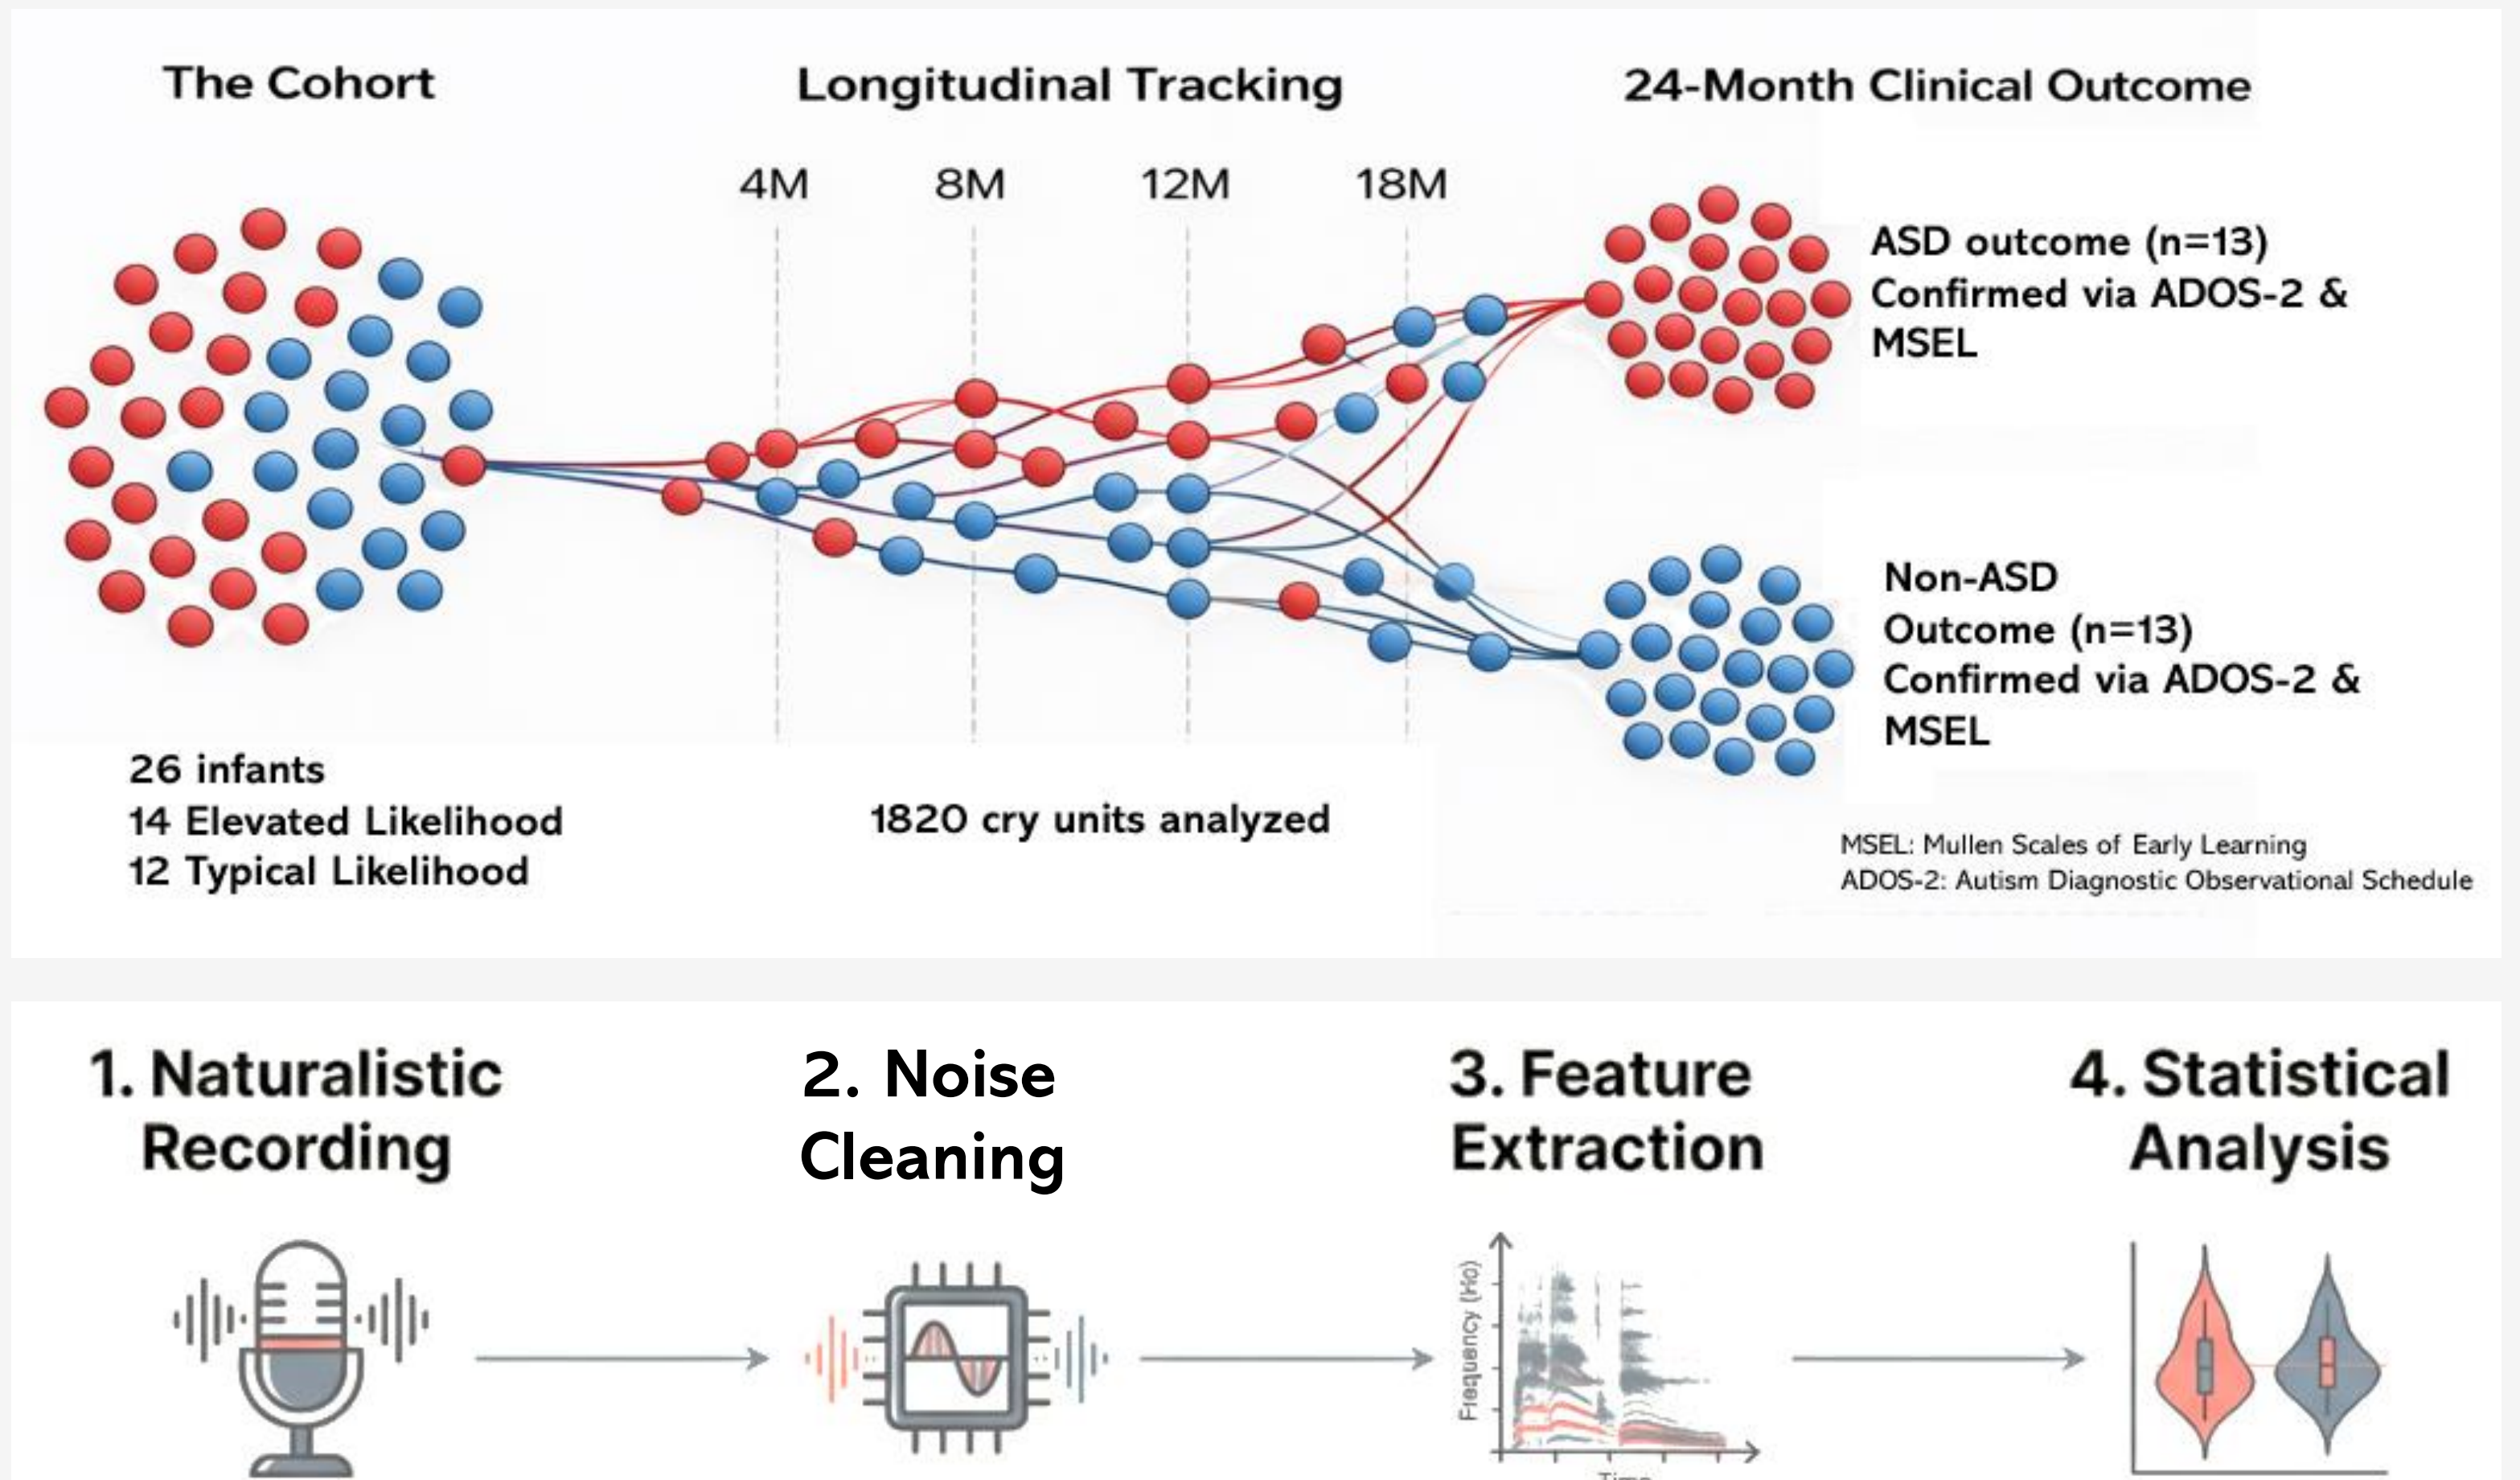 The Cohort
Longitudinal Tracking
24-Month Clinical Outcome
4M
8M
12M
18M
ASD outcome (n=13)
Confirmed via ADOS-2 &
MSEL
Non-ASD
Outcome (n=13)
Confirmed via ADOS-2 &
MSEL
26 infants
14 Elevated Likelihood
12 Typical Likelihood
1820 cry units analyzed
MSEL: Mullen Scales of Early Learning
ADOS-2: Autism Diagnostic Observational Schedule
1. Naturalistic
Recording
2. Noise
Cleaning
3. Feature
Extraction
4. Statistical
Analysis
Frequency
Time